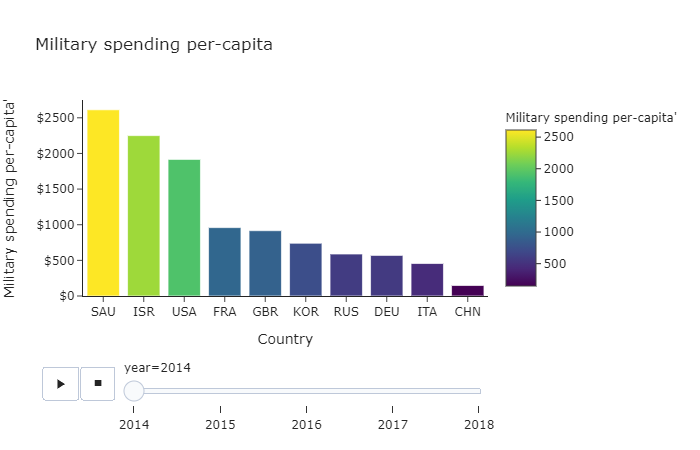 Military spending per-capita
Military spending per-capita'
$2500
$2000
$1500
$1000
$500
$0
SAU ISR USA FRA GBR KOR RUS DEU ITA CHN
Country
Military spending per-capita'
2500
2000
1500
1000
500
year=2014
2014 2015 2016 2017 2018